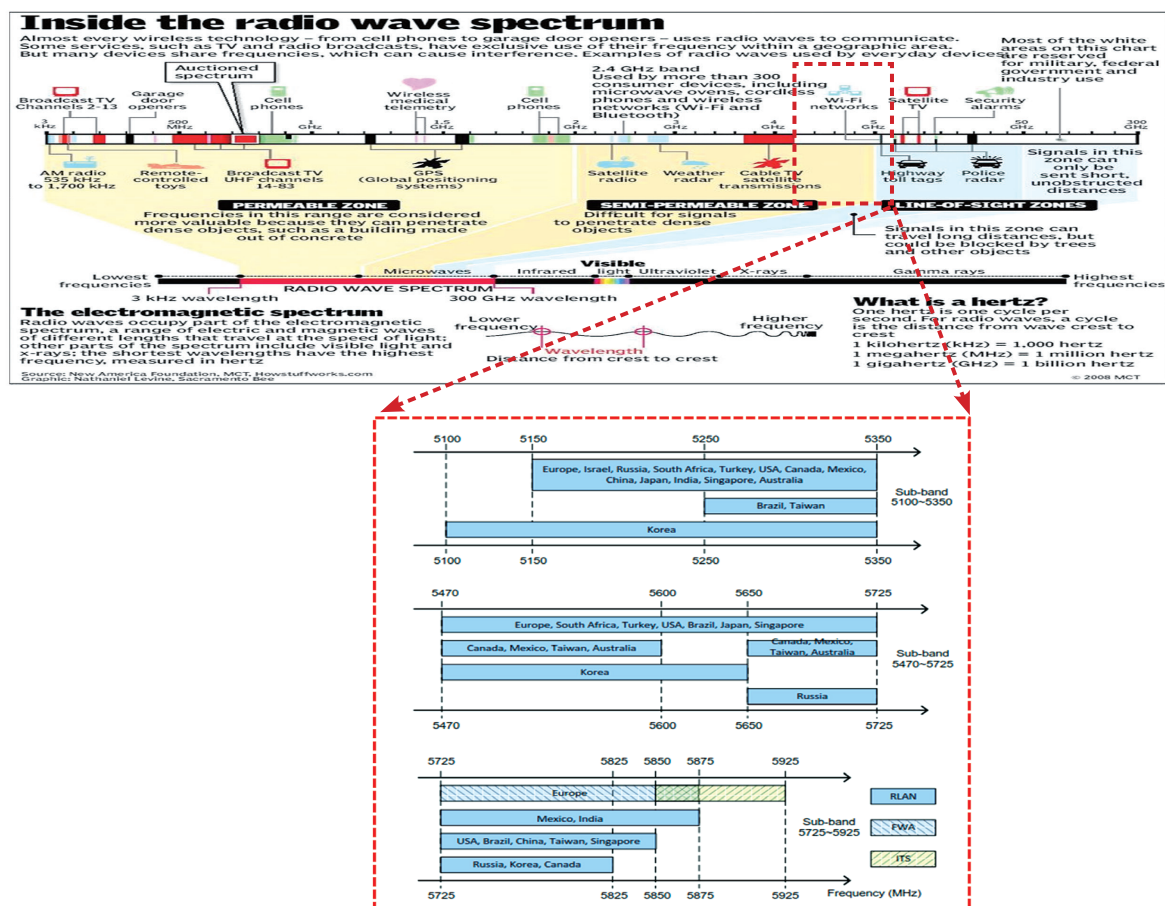 Inside the radio wave spectrum
Almost every wireless technology – from cell phones to garage door openers – uses radio waves to communicate.
Some services, such as TV and radio broadcasts, have exclusive use of their frequency within a geographic area.
But many devices share frequencies, which can cause interference. Examples of radio waves used by everyday devices:
Most of the white
areas on this chart
are reserved
for military, federal
government and
industry use
Auctioned
spectrum
2.4 GHz band
Used by more than 300
consumer devices, including
microwave ovens, cordless
phones and wireless
networks (Wi-Fi and
Bluetooth)
Broadcast TV
Channels 2-13
Garage
door
openers
Cell
phones
Wireless
medical
telemetry
Cell
phones
Wi-Fi
networks
Satellite
TV
Security
alarms
3
kHz
500
MHz
1
GHz
1.5
GHz
2
GHz
3
GHz
4
GHz
5
GHz
50
GHz
300
GHz
AM radio
535 kHz
to 1,700 kHz
Remote-
controlled
toys
Broadcast TV
UHF channels
14-83
GPS
(Global positioning
systems)
Satellite
radio
Weather
radar
Cable TV
satellite
transmissions
Highway
toll tags
Police
radar
Signals in this
zone can
only be
sent short,
unobstructed
distances
PERMEABLE ZONE
SEMI-PERMEABLE ZONE
LINE-OF-SIGHT ZONES
Frequencies in this range are considered
more valuable because they can penetrate
dense objects, such as a building made
out of concrete
Difficult for signals
to penetrate dense
objects
Signals in this zone can
travel long distances, but
could be blocked by trees
and other objects
Lowest
frequencies
Microwaves
Infrared
Visible
light
Ultraviolet
X-rays
Gamma rays
Highest
frequencies
RADIO WAVE SPECTRUM
3 kHz wavelength
300 GHz wavelength
The electromagnetic spectrum
Radio waves occupy part of the electromagnetic
spectrum, a range of electric and magnetic waves
of different lengths that travel at the speed of light;
other parts of the spectrum include visible light and
x-rays; the shortest wavelengths have the highest
frequency, measured in hertz
Lower
frequency
Higher
frequency
Wavelength
Distance from crest to crest
What is a hertz?
One hertz is one cycle per
second. For radio waves, a cycle
is the distance from wave crest to
crest
1 kilohertz (kHz) = 1,000 hertz
1 megahertz (MHz) = 1 million hertz
1 gigahertz (GHz) = 1 billion hertz
Source: New America Foundation, MCT, Howstuffworks.com
Graphic: Nathaniel Levine, Sacramento Bee
© 2008 MCT
5100 5150 5250 5350
Europe, Israel, Russia, South Africa, Turkey, USA, Canada, Mexico,
China, Japan, India, Singapore, Australia
Brazil, Taiwan
Korea
Sub-band
5100~5350
5100 5150 5250 5350
5470 5600 5650 5725
Europe, South Africa, Turkey, USA, Brazil, Japan, Singapore
Canada, Mexico, Taiwan, Australia
Canada, Mexico,
Taiwan, Australia
Korea
Russia
Sub-band
5470~5725
5470 5600 5650 5725
5725 5825 5850 5875 5925
Europe
Mexico, India
USA, Brazil, China, Taiwan, Singapore
Russia, Korea, Canada
Sub-band
5725~5925
RLAN
FWA
ITS
5725 5825 5850 5875 5925 Frequency (MHz)